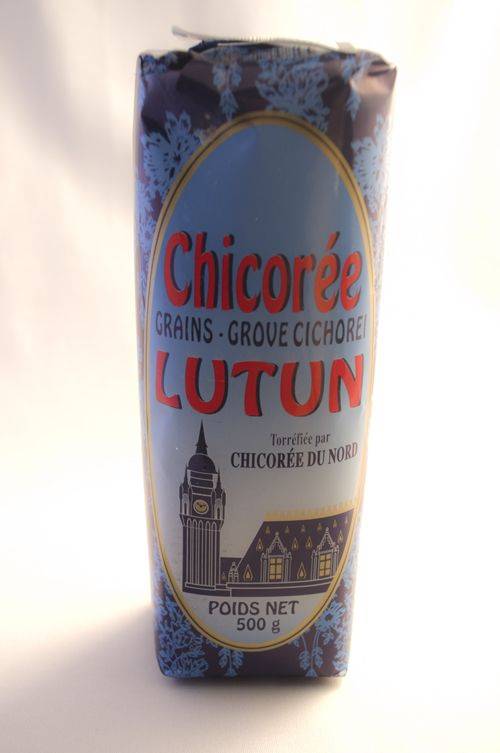 Chicorée
GRAINS - GROVE CICHOREI
LUTUN
Torréfiée par
CHICORÉE DU NORD
POIDS NET
500 g